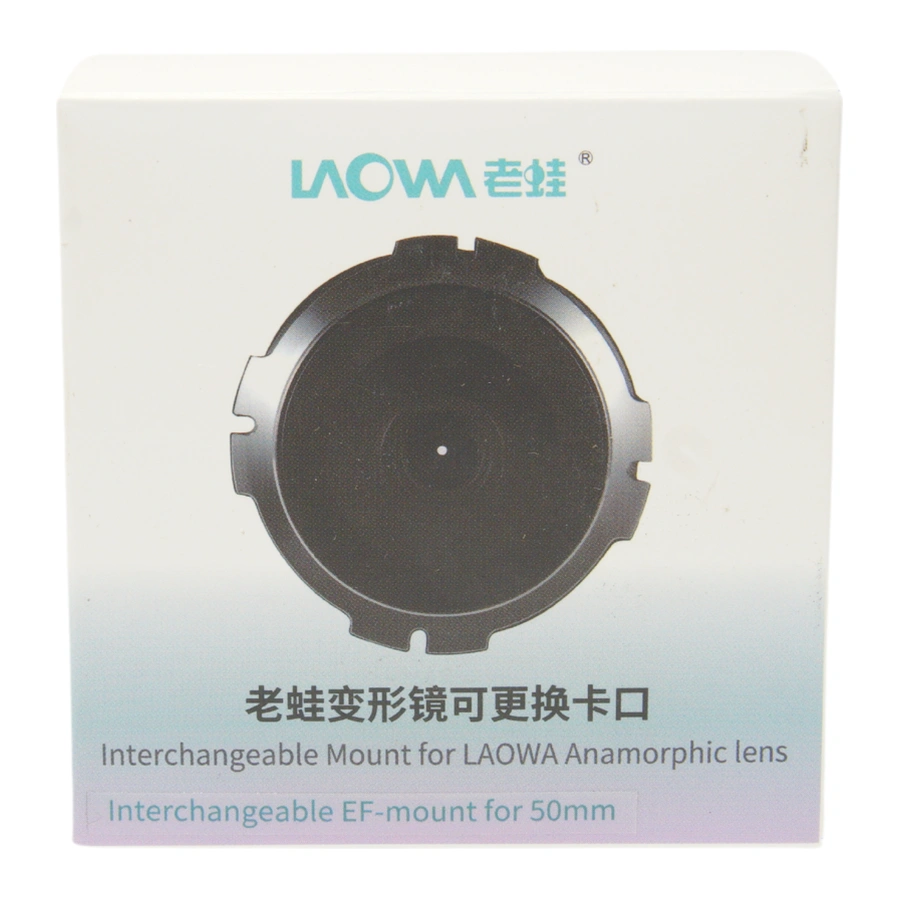 LAOWA 老蛙®
老蛙变形镜可更换卡口
Interchangeable Mount for LAOWA Anamorphic lens
Interchangeable EF-mount for 50mm